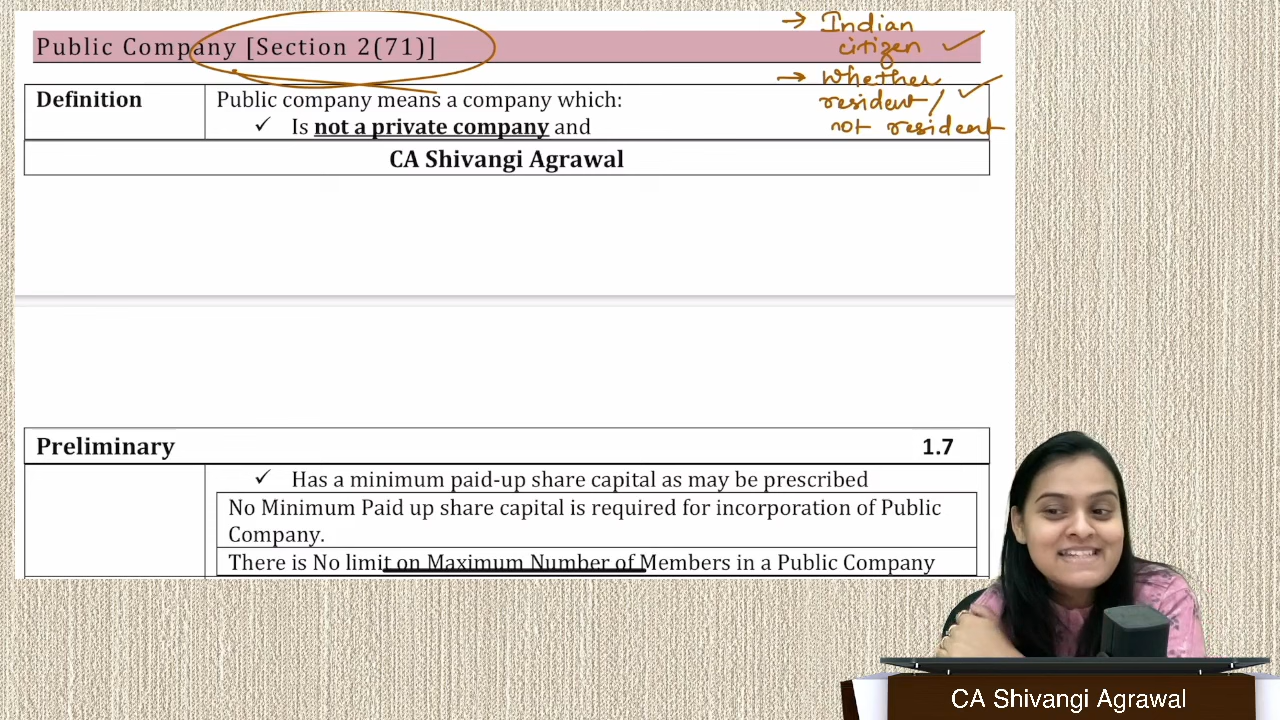 Public Company [Section 2(71)]
→ Indian
citizen ✓
→ Whether
resident / ✓
not resident
Definition
Public company means a company which:
✓ Is not a private company and
CA Shivangi Agrawal
Preliminary 1.7
✓ Has a minimum paid-up share capital as may be prescribed
No Minimum Paid up share capital is required for incorporation of Public
Company.
There is No limit on Maximum Number of Members in a Public Company
CA Shivangi Agrawal